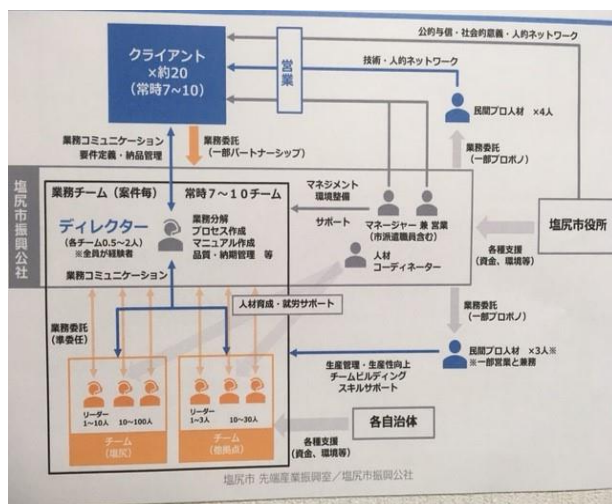 公的与信・社会的意義・人的ネットワーク
クライアント
×約20
(常時7~10)
営業
技術・人的ネットワーク
民間プロ人材 ×4人
業務コミュニケーション
要件定義・納品管理
業務委託
(一部パートナーシップ)
業務委託
(一部プロボノ)
塩尻市振興公社
業務チーム(案件毎)
常時7~10チーム
マネジメント
環境整備
サポート
ディレクター
(各チーム0.5~2人)
※全員が経験者
業務分解
プロセス作成
マニュアル作成
品質・納期管理 等
マネージャー 兼 営業
(市派遣職員含む)
塩尻市役所
各種支援
(資金、環境等)
人材
コーディネーター
業務コミュニケーション
人材育成・就労サポート
業務委託
(準委任)
業務委託
(一部プロボノ)
民間プロ人材 ×3人※
※一部営業と兼務
生産管理・生産性向上
チームビルディング
スキルサポート
リーダー
1~10人
10~100人
チーム
(塩尻)
リーダー
1~3人
10~30人
チーム
(他拠点)
各自治体
各種支援
(資金、環境等)
塩尻市 先端産業振興室/塩尻市振興公社